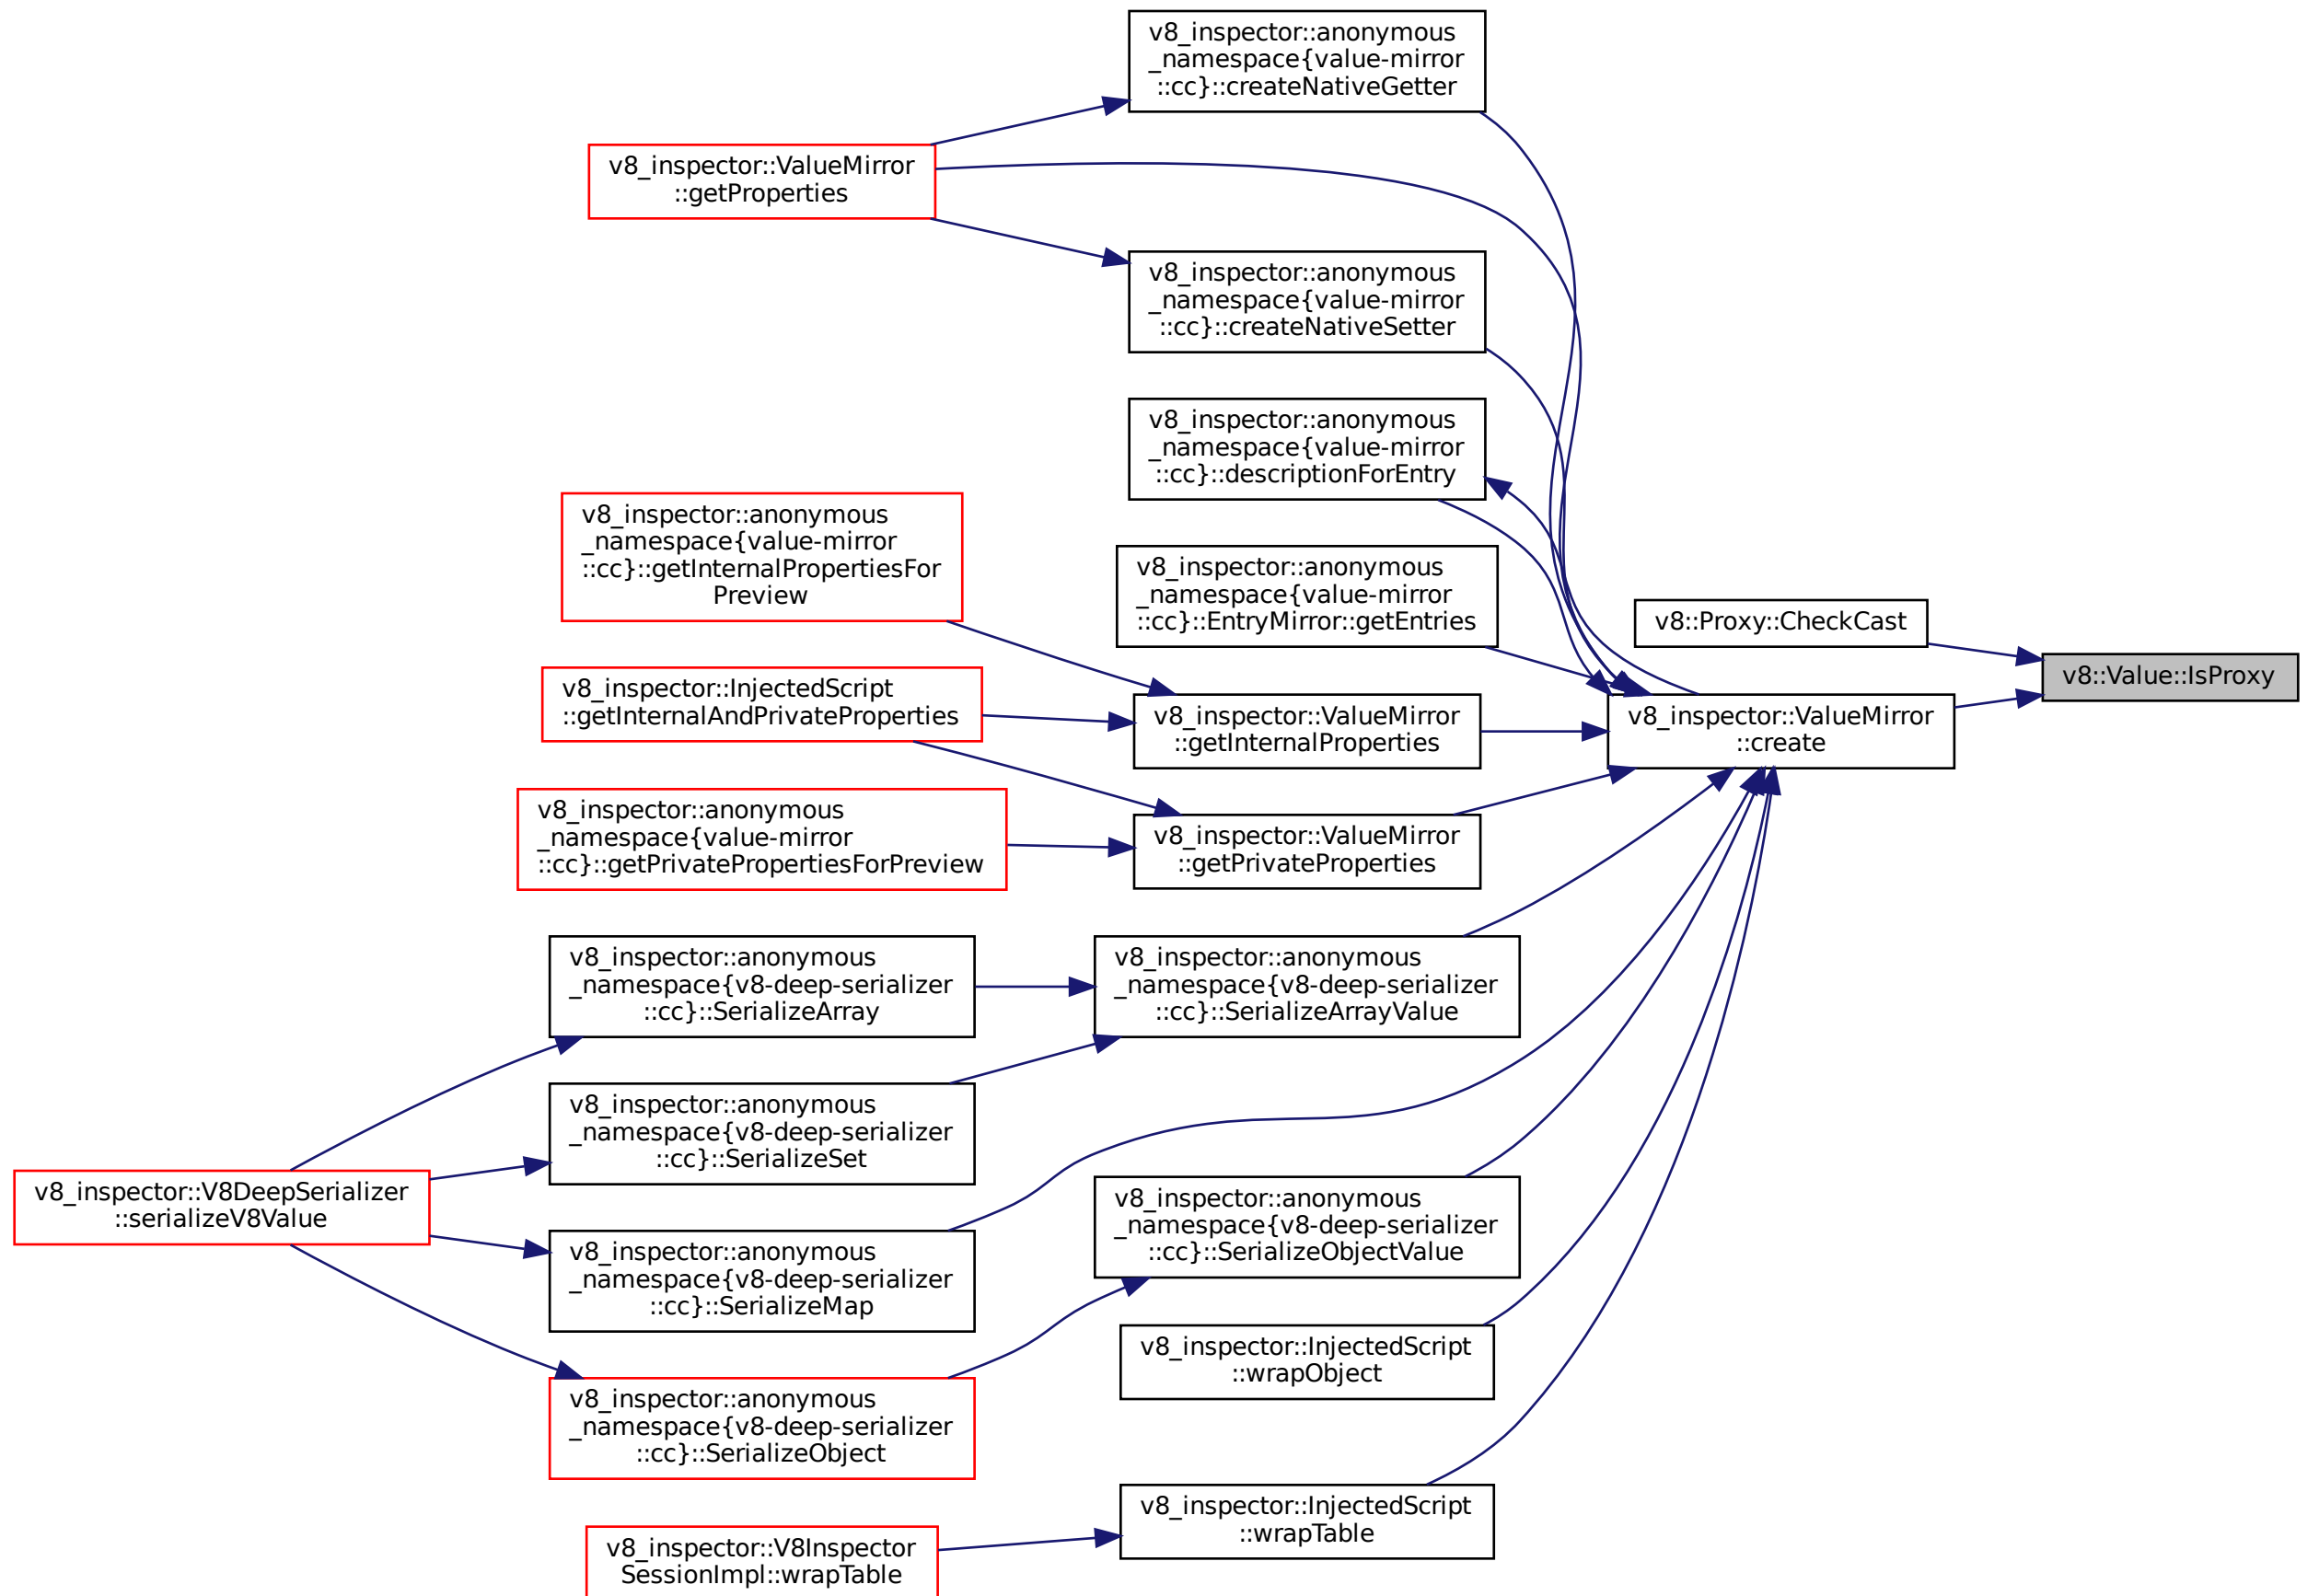 v8_inspector::anonymous
_namespace{value-mirror
::cc}::createNativeGetter
v8_inspector::ValueMirror
::getProperties
v8_inspector::anonymous
_namespace{value-mirror
::cc}::createNativeSetter
v8_inspector::anonymous
_namespace{value-mirror
::cc}::descriptionForEntry
v8_inspector::anonymous
_namespace{value-mirror
::cc}::getInternalPropertiesFor
Preview
v8_inspector::anonymous
_namespace{value-mirror
::cc}::EntryMirror::getEntries
v8::Proxy::CheckCast
v8::Value::IsProxy
v8_inspector::InjectedScript
::getInternalAndPrivateProperties
v8_inspector::ValueMirror
::getInternalProperties
v8_inspector::ValueMirror
::create
v8_inspector::anonymous
_namespace{value-mirror
::cc}::getPrivatePropertiesForPreview
v8_inspector::ValueMirror
::getPrivateProperties
v8_inspector::anonymous
_namespace{v8-deep-serializer
::cc}::SerializeArray
v8_inspector::anonymous
_namespace{v8-deep-serializer
::cc}::SerializeArrayValue
v8_inspector::anonymous
_namespace{v8-deep-serializer
::cc}::SerializeSet
v8_inspector::V8DeepSerializer
::serializeV8Value
v8_inspector::anonymous
_namespace{v8-deep-serializer
::cc}::SerializeObjectValue
v8_inspector::anonymous
_namespace{v8-deep-serializer
::cc}::SerializeMap
v8_inspector::InjectedScript
::wrapObject
v8_inspector::anonymous
_namespace{v8-deep-serializer
::cc}::SerializeObject
v8_inspector::InjectedScript
::wrapTable
v8_inspector::V8Inspector
SessionImpl::wrapTable